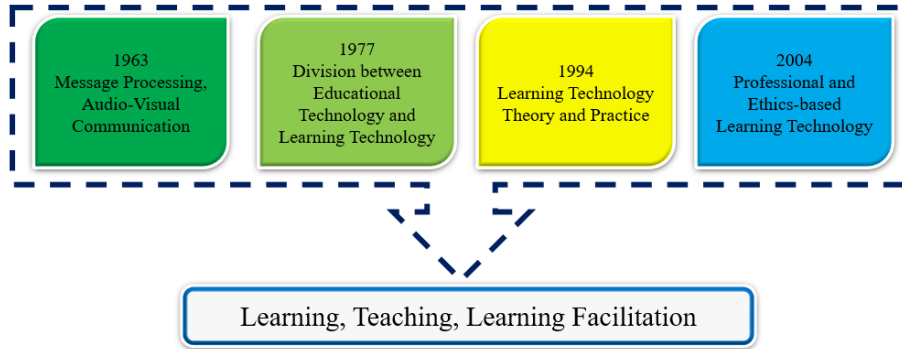 1963
Message Processing,
Audio-Visual
Communication
1977
Division between
Educational
Technology and
Learning Technology
1994
Learning Technology
Theory and Practice
2004
Professional and
Ethics-based
Learning Technology
Learning, Teaching, Learning Facilitation